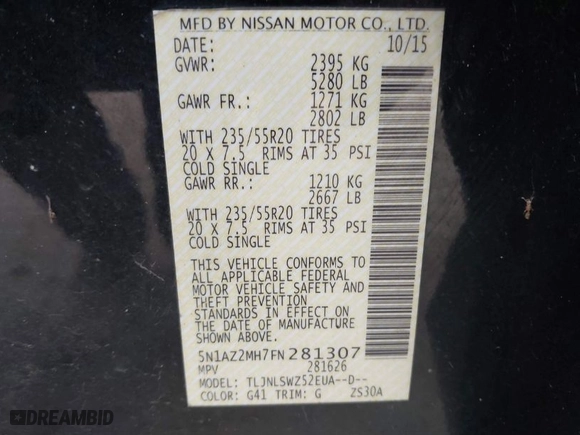 MFD BY NISSAN MOTOR CO., LTD.
DATE: 10/15
GVWR: 2395 KG
5280 LB
GAWR FR.: 1271 KG
2802 LB
WITH 235/55R20 TIRES
20 X 7.5 RIMS AT 35 PSI
COLD SINGLE
GAWR RR.: 1210 KG
2667 LB
WITH 235/55R20 TIRES
20 X 7.5 RIMS AT 35 PSI
COLD SINGLE
THIS VEHICLE CONFORMS TO
ALL APPLICABLE FEDERAL
MOTOR VEHICLE SAFETY AND
THEFT PREVENTION
STANDARDS IN EFFECT ON
THE DATE OF MANUFACTURE
SHOWN ABOVE.
5N1AZ2MH7FN281307
MPV 281626
MODEL: TLJNLSWZ52EUA--D--
COLOR: G41 TRIM: G ZS30A
DREAMBID